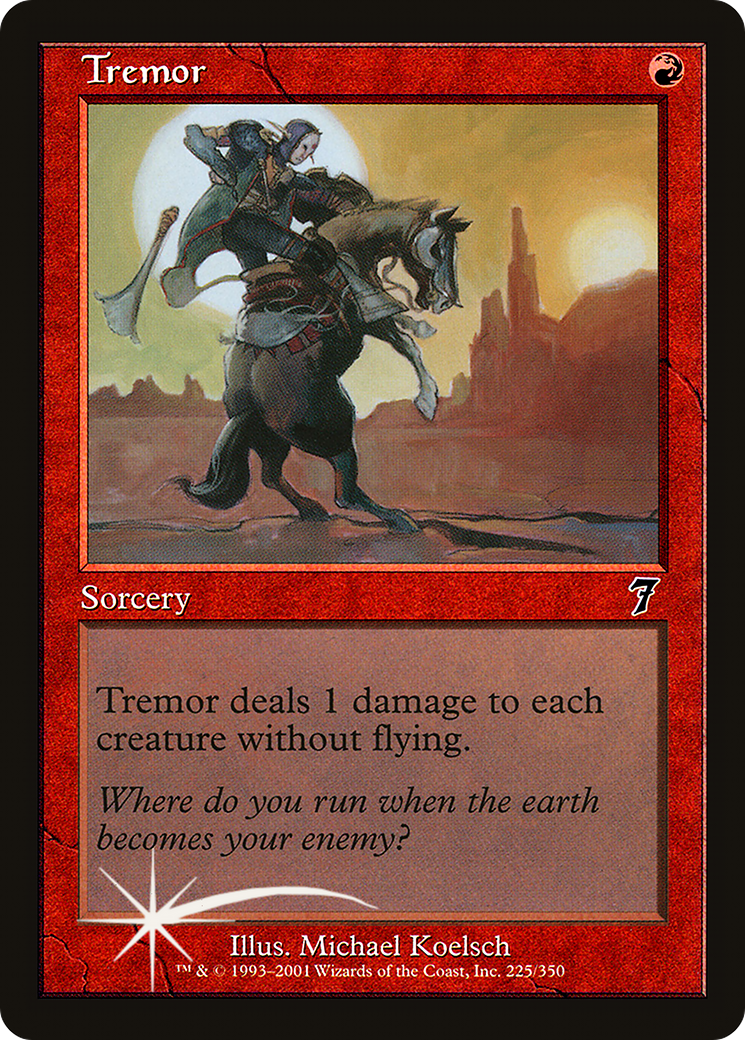 Tremor
Sorcery
7
Tremor deals 1 damage to each
creature without flying.
Where do you run when the earth
becomes your enemy?
Illus. Michael Koelsch
™ & © 1993–2001 Wizards of the Coast, Inc. 225/350